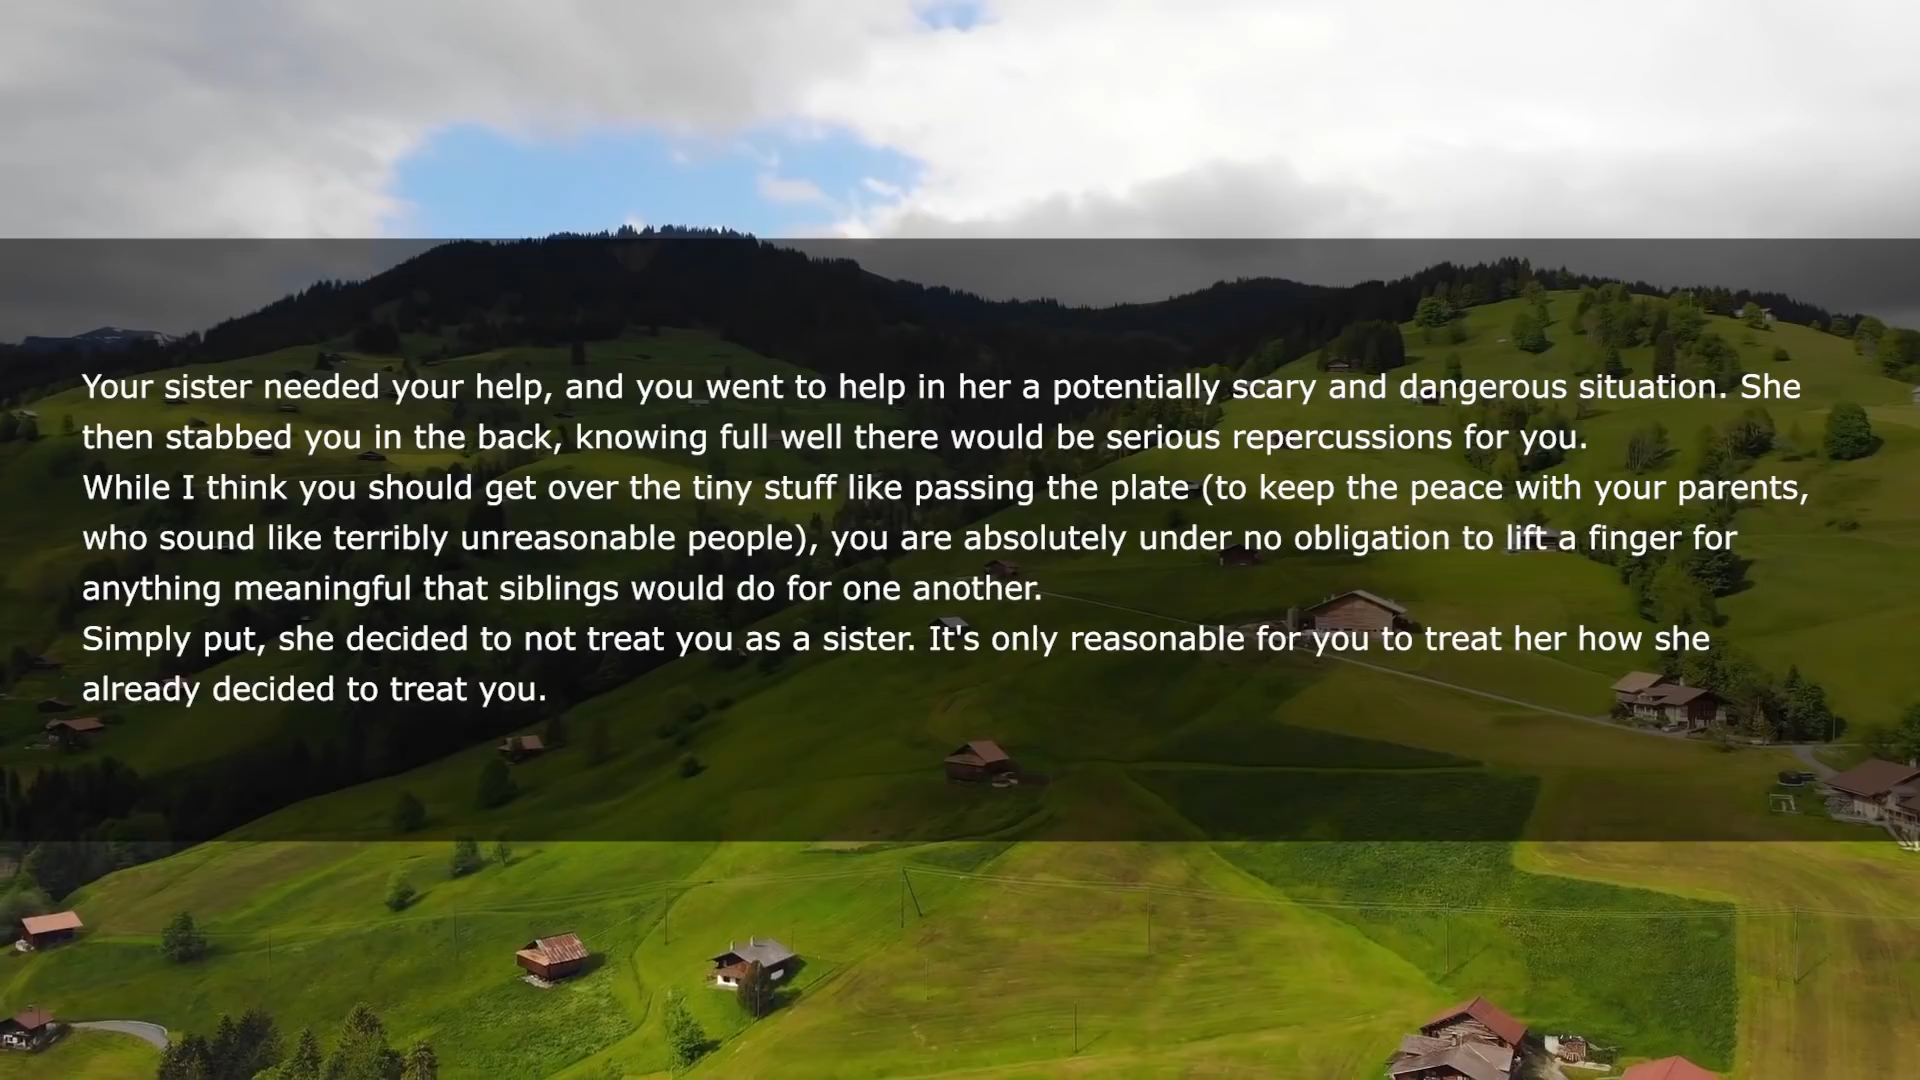 Your sister needed your help, and you went to help in her a potentially scary and dangerous situation. She
then stabbed you in the back, knowing full well there would be serious repercussions for you.
While I think you should get over the tiny stuff like passing the plate (to keep the peace with your parents,
who sound like terribly unreasonable people), you are absolutely under no obligation to lift a finger for
anything meaningful that siblings would do for one another.
Simply put, she decided to not treat you as a sister. It's only reasonable for you to treat her how she
already decided to treat you.